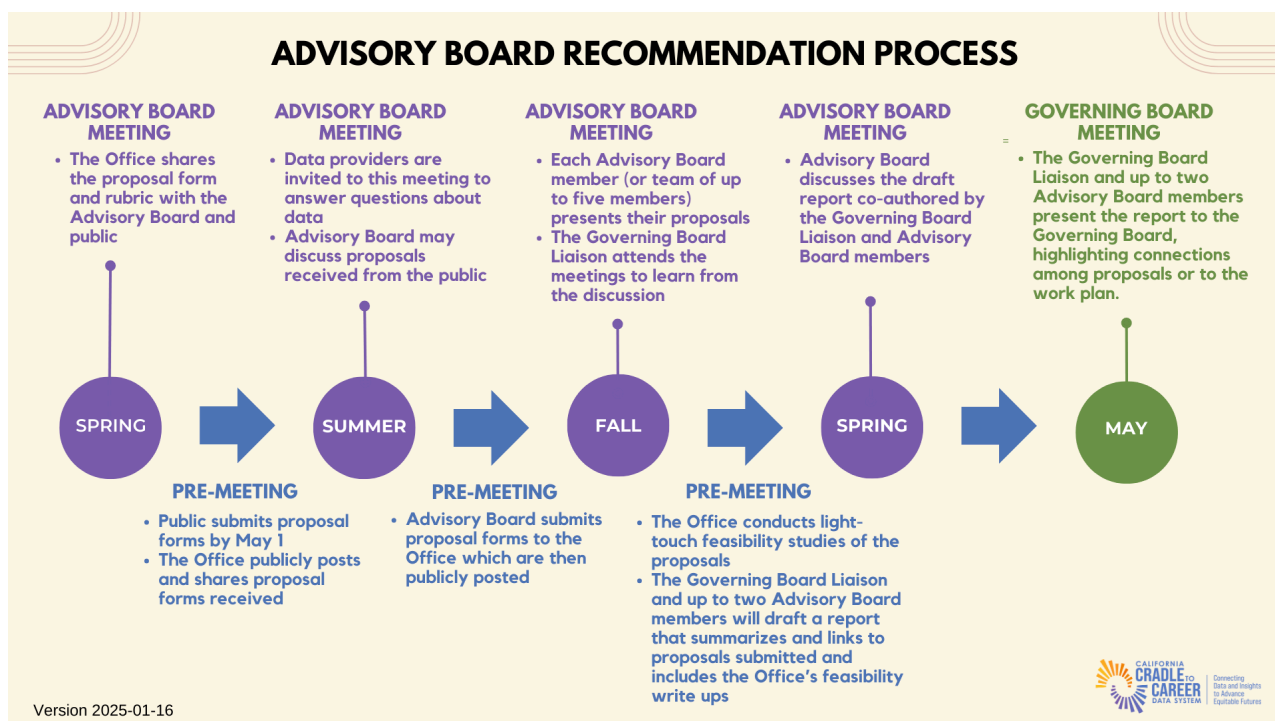 ADVISORY BOARD RECOMMENDATION PROCESS
ADVISORY BOARD
MEETING
• The Office shares
the proposal form
and rubric with the
Advisory Board and
public
ADVISORY BOARD
MEETING
• Data providers are
invited to this meeting to
answer questions about
data
• Advisory Board may
discuss proposals
received from the public
ADVISORY BOARD
MEETING
• Each Advisory Board
member (or team of up
to five members)
presents their proposals
• The Governing Board
Liaison attends the
meetings to learn from
the discussion
ADVISORY BOARD
MEETING
• Advisory Board
discusses the draft
report co-authored by
the Governing Board
Liaison and Advisory
Board members
=
GOVERNING BOARD
MEETING
• The Governing Board
Liaison and up to two
Advisory Board members
present the report to the
Governing Board,
highlighting connections
among proposals or to the
work plan.
SPRING
SUMMER
FALL
SPRING
MAY
PRE-MEETING
• Public submits proposal
forms by May 1
• The Office publicly posts
and shares proposal
forms received
PRE-MEETING
• Advisory Board submits
proposal forms to the
Office which are then
publicly posted
PRE-MEETING
• The Office conducts light-
touch feasibility studies of the
proposals
• The Governing Board Liaison
and up to two Advisory Board
members will draft a report
that summarizes and links to
proposals submitted and
includes the Office's feasibility
write ups
Version 2025-01-16
CALIFORNIA
CRADLE TO
CAREER
DATA SYSTEM
Connecting
Data and Insights
to Advance
Equitable Futures